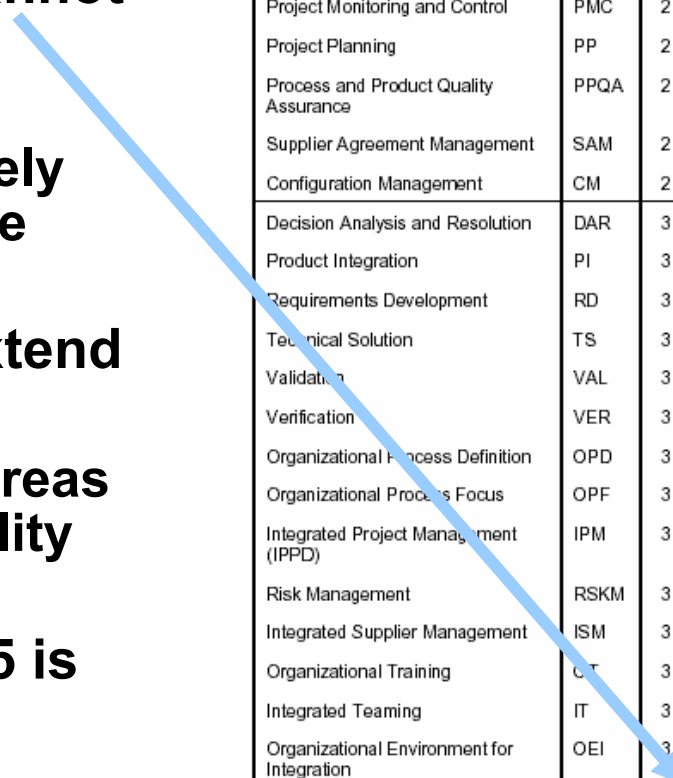 Project Monitoring and Control PMC 2
Project Planning PP 2
Process and Product Quality PPQA 2
Assurance
Supplier Agreement Management SAM 2
Configuration Management CM 2
Decision Analysis and Resolution DAR 3
Product Integration PI 3
Requirements Development RD 3
Technical Solution TS 3
Validation VAL 3
Verification VER 3
Organizational Process Definition OPD 3
Organizational Process Focus OPF 3
Integrated Project Management IPM 3
(IPPD)
Risk Management RSKM 3
Integrated Supplier Management ISM 3
Organizational Training OT 3
Integrated Teaming IT 3
Organizational Environment for OEI 3
Integration
ely
e
tend
reas
lity
5 is